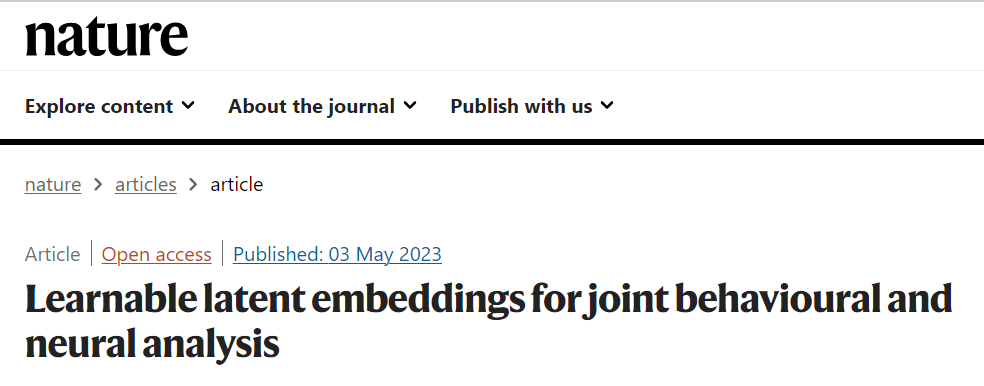 nature
Explore content About the journal Publish with us
nature > articles > article
Article | Open access | Published: 03 May 2023
Learnable latent embeddings for joint behavioural and
neural analysis